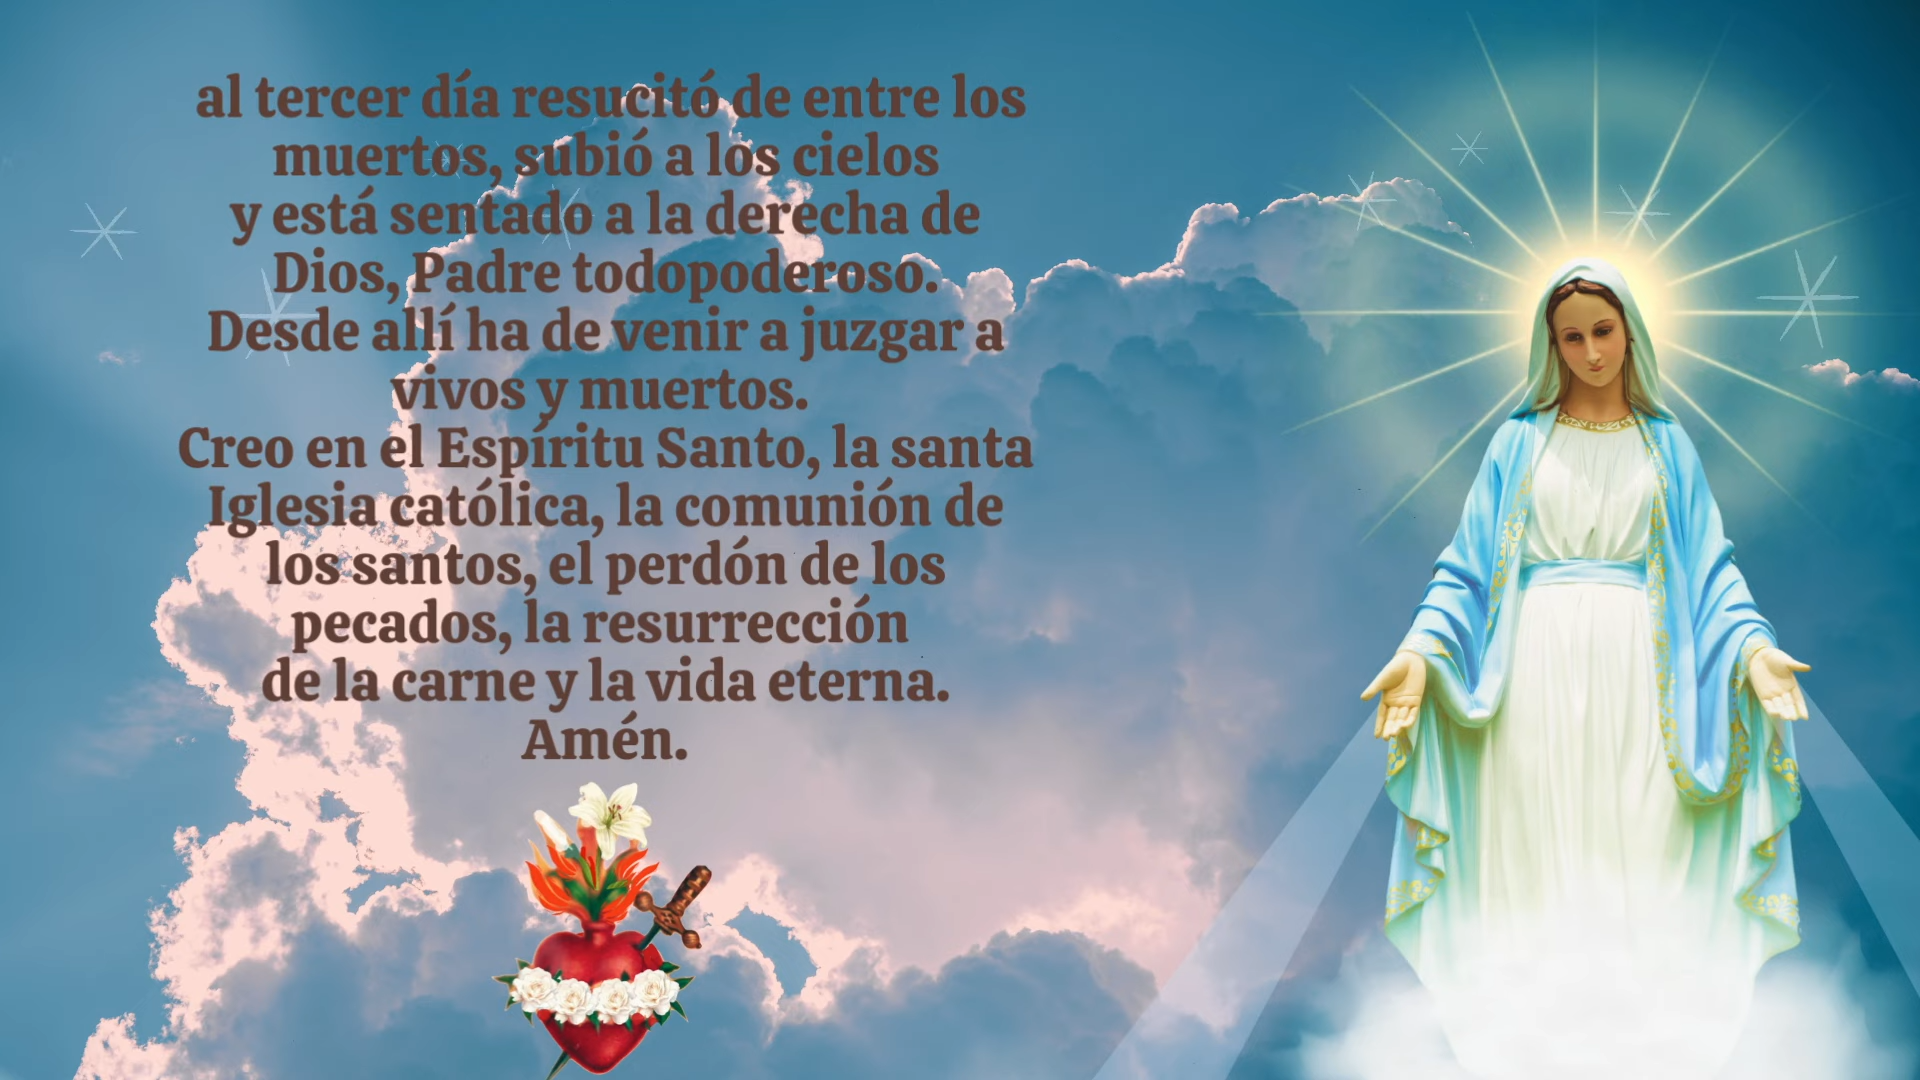 al tercer día resucitó de entre los
muertos, subió a los cielos
y está sentado a la derecha de
Dios, Padre todopoderoso.
Desde allí ha de venir a juzgar a
vivos y muertos.
Creo en el Espíritu Santo, la santa
Iglesia católica, la comunión de
los santos, el perdón de los
pecados, la resurrección
de la carne y la vida eterna.
Amén.